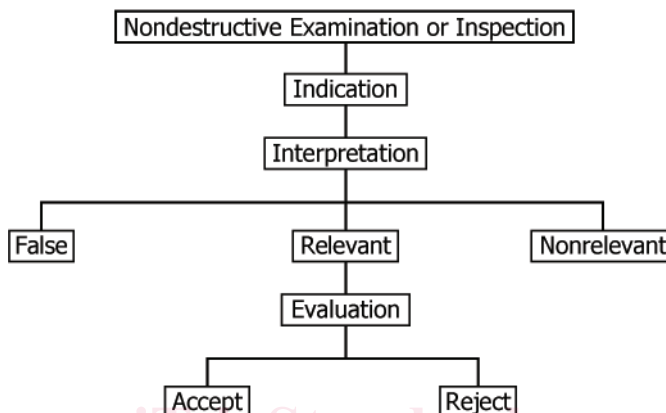 Nondestructive Examination or Inspection
Indication
Interpretation
False Relevant Nonrelevant
Evaluation
Accept Reject